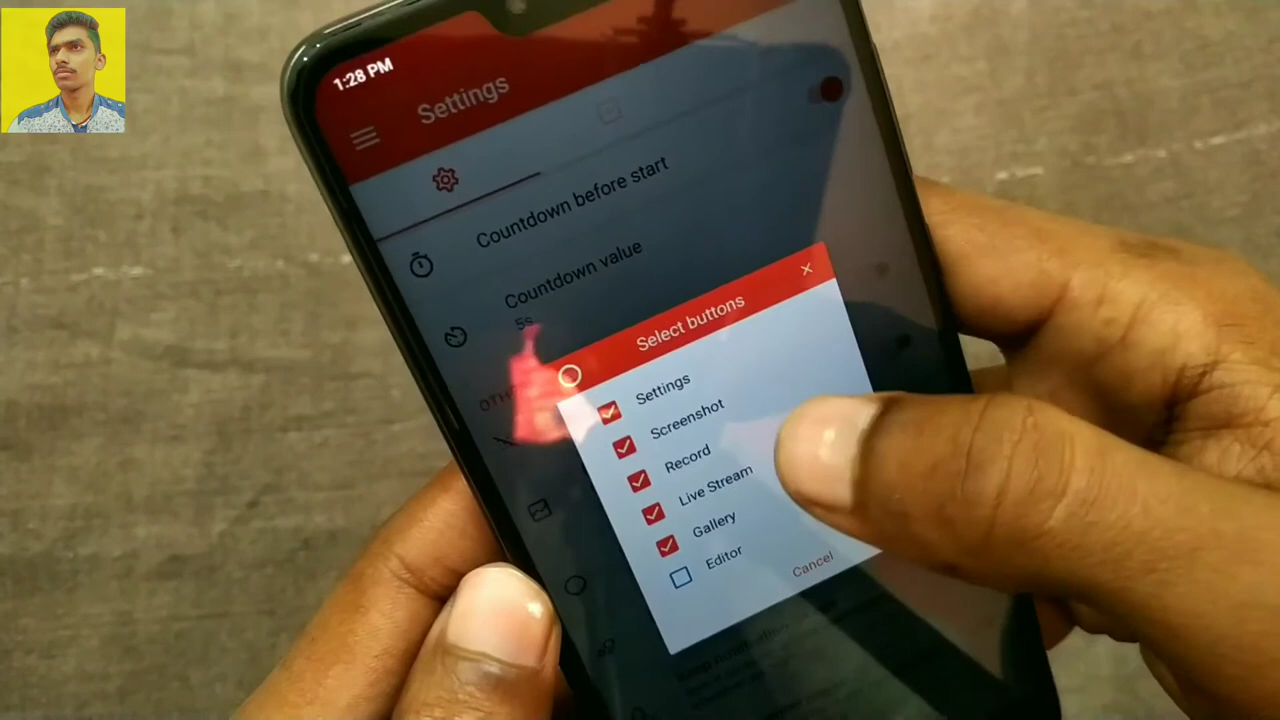 1:28 PM
Settings
Countdown before start
Countdown value
5s
OTH
Select buttons
Settings
Screenshot
Record
Live Stream
Gallery
Editor
Cancel